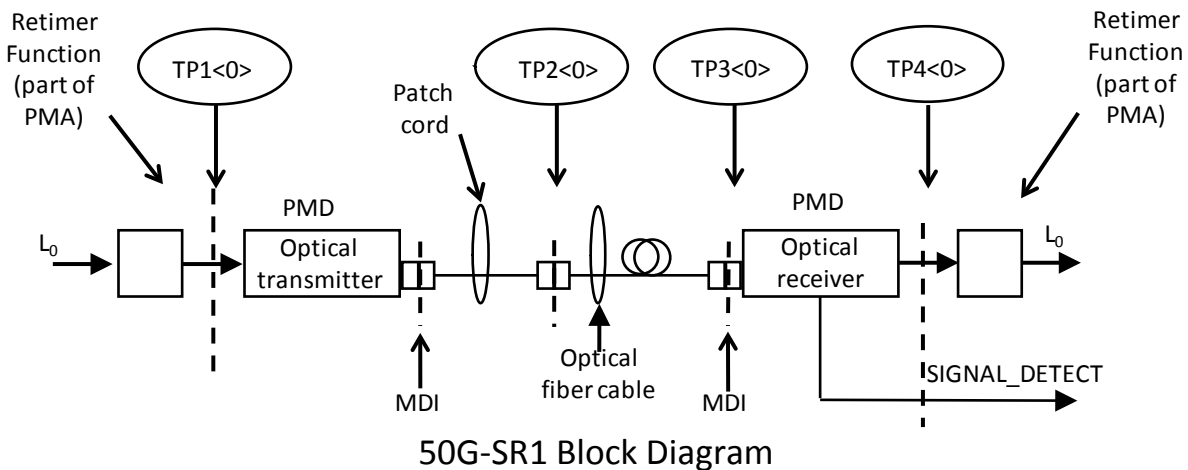 Retimer
Function
(part of
PMA)
TP1<0>
Patch
cord
TP2<0>
TP3<0>
TP4<0>
Retimer
Function
(part of
PMA)
L0
PMD
Optical
transmitter
PMD
Optical
receiver
L0
MDI
Optical
fiber cable
MDI
SIGNAL_DETECT
50G-SR1 Block Diagram